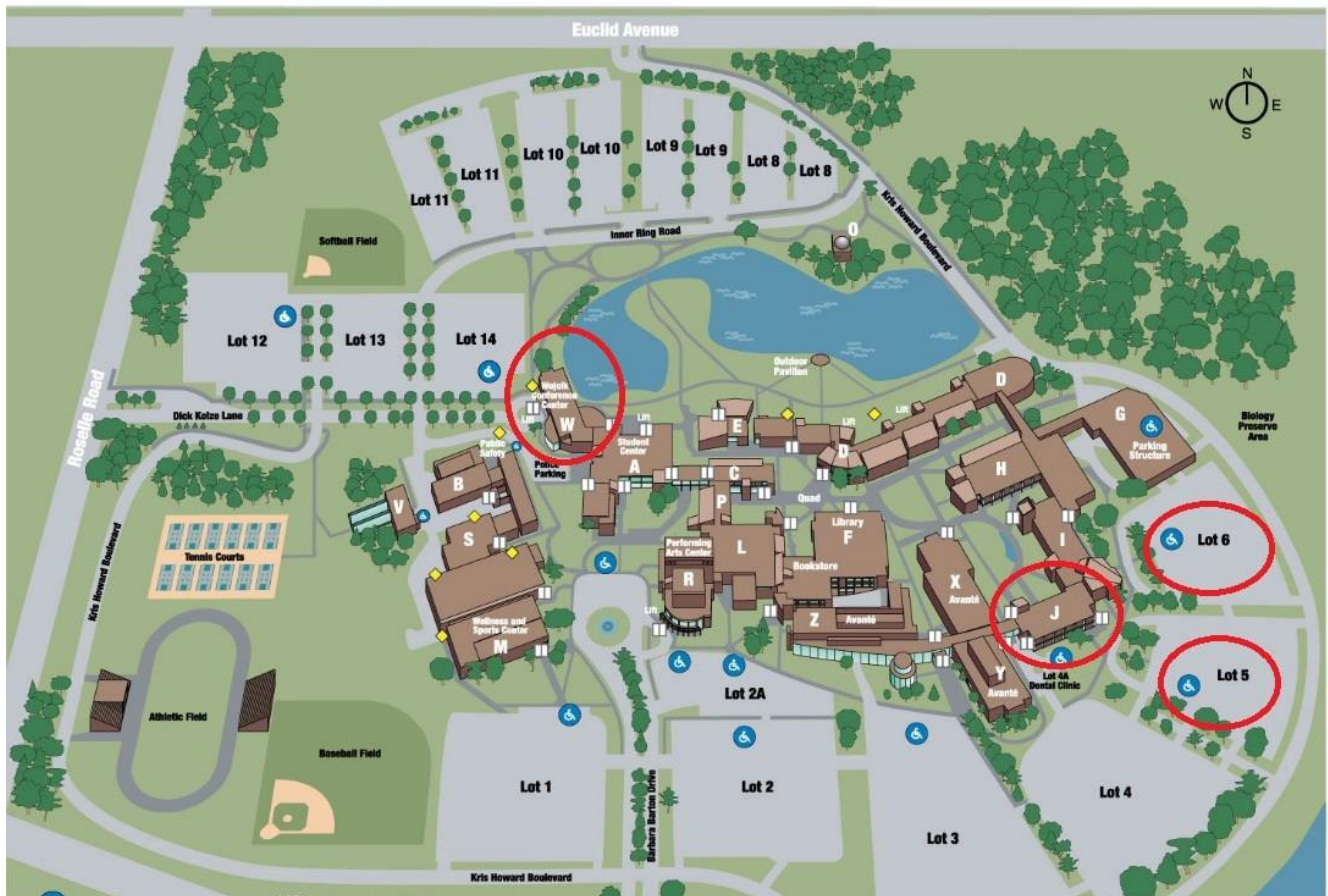 Euclid Avenue
N
W
E
S
Lot 11
Lot 11
Lot 10
Lot 10
Lot 9
Lot 9
Lot 8
Lot 8
Kris Howard Boulevard
Inner Ring Road
O
Softball Field
Lot 12
Lot 13
Lot 14
Roselle Road
Dick Kolze Lane
Wojcik
Conference
Center
W
Lift
Public
Safety
Police
Parking
Student
Center
A
Lift
E
Outdoor
Pavilion
Lift
Lift
D
D
G
Parking
Structure
Biology
Preserve
Area
V
B
S
C
P
Quad
H
Library
F
Bookstore
Performing
Arts Center
L
R
Lift
I
Lot 6
X
Avanté
J
Z
Avanté
Y
Avanté
Lot 4A
Dental Clinic
Lot 5
Tennis Courts
Kris Howard Boulevard
Wellness and
Sports Center
M
Athletic Field
Baseball Field
Lot 2A
Lot 1
Barbara Barton Drive
Lot 2
Lot 3
Lot 4
Kris Howard Boulevard